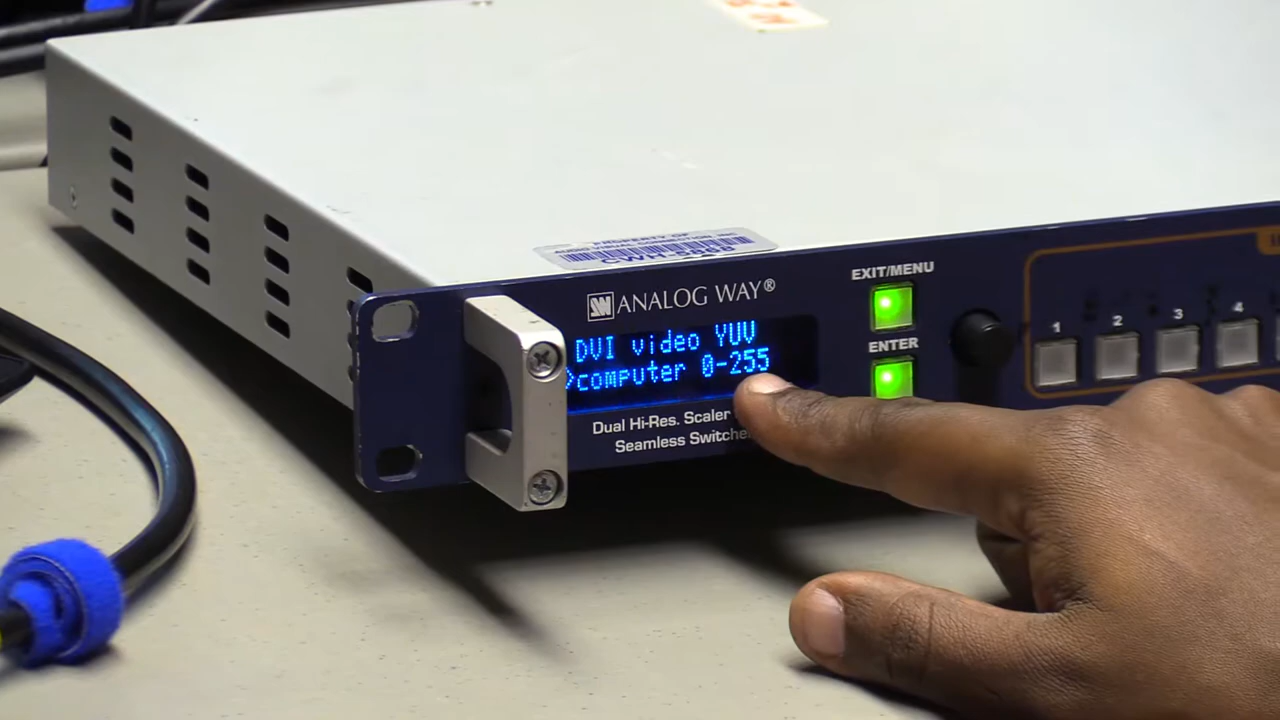 ANALOG WAY®
DVI video YUV
>computer 0-255
Dual Hi-Res. Scaler
Seamless Switcher
EXIT/MENU
ENTER
1 2 3 4